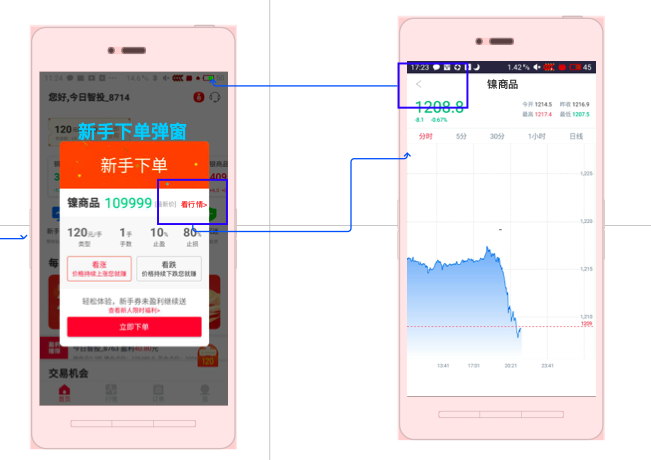 您好,今日智投_8714
120
新手下单弹窗
新手下单
镍商品 109999 看行情>
120元/手 1手 10% 80%
类型 手数 止盈 止损
看涨 看跌
价格持续上涨您就赚 价格持续下跌您就赚
轻松体验，新手券来盈利继续送
查看新人限时福利>
立即下单
120
交易机会
首页
17:23 1.42% 45
镍商品
1208.8
-8.1 -0.67%
今开 1214.5 昨收 1216.9
最高 1217.4 最低 1207.5
分时 5分 30分 1小时 日线
1,225
1,220
1,215
1,210
1209
13:41 17:01 20:21 23:41